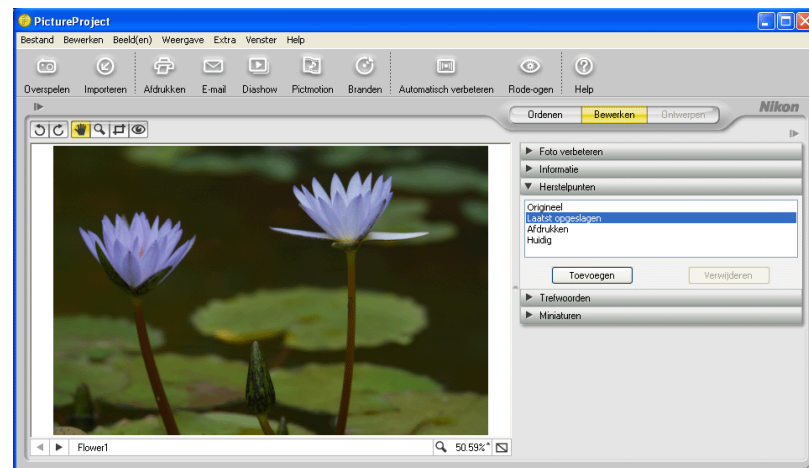 PictureProject
Bestand Bewerken Beeld(en) Weergave Extra Venster Help
Overspelen Importeren Afdrukken E-mail Diashow Pictmotion Branden Automatisch verbeteren Rode-ogen Help
Ordenen Bewerken Ontwerpen Nikon
Foto verbeteren
Informatie
Herstelpunten
Origineel
Laatst opgeslagen
Afdrukken
Huidig
Toevoegen Verwijderen
Trefwoorden
Miniaturen
Flower1 50.59%